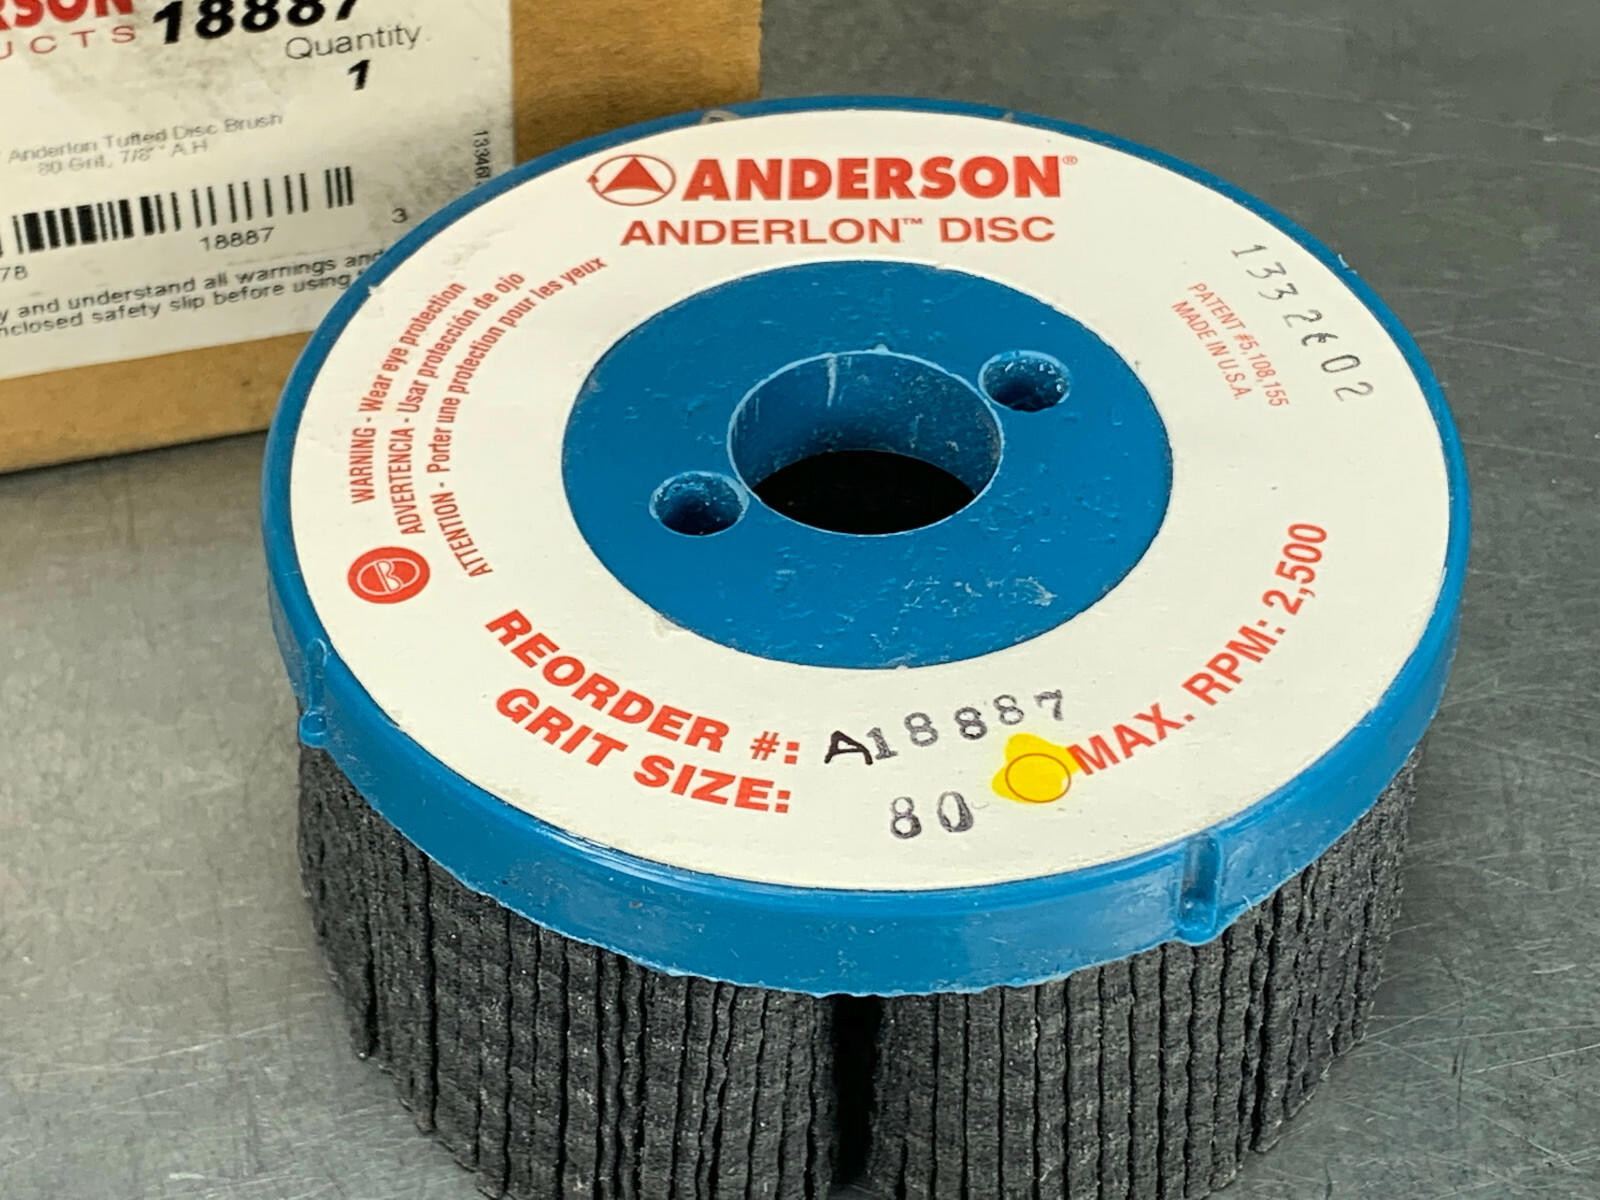 RSON
UCTS 18887
Quantity
1
Anderlon Tufted Disc Brush
80 Grit, 7/8" A.H
18887
3
78
y and understand all warnings and
nclosed safety slip before using
ANDERSON®
ANDERLON™ DISC
WARNING - Wear eye protection
ADVERTENCIA - Usar protección de ojo
ATTENTION - Porter une protection pour les yeux
PATENT #5,108,155
MADE IN U.S.A.
REORDER #: A18887
GRIT SIZE: 80
MAX. RPM: 2,500